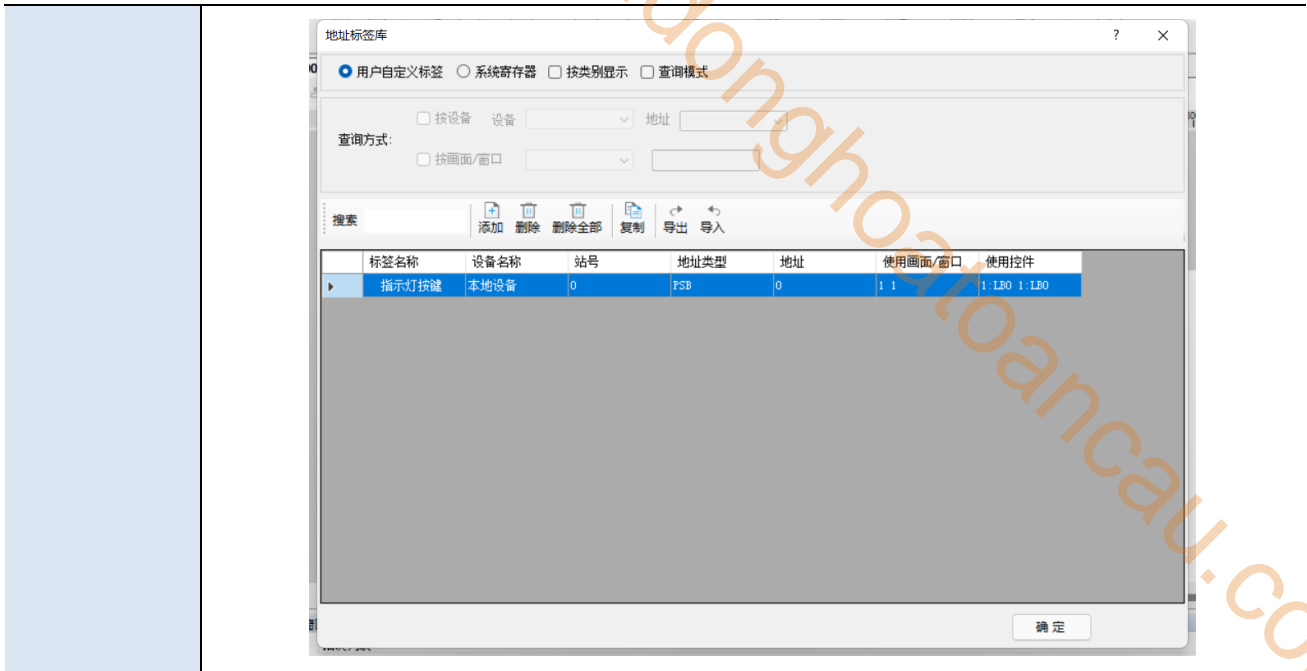 地址标签库 ?
用户自定义标签 系统寄存器 按类别显示 查询模式
查询方式:
按设备 设备 地址
按画面/窗口
搜索 添加 删除 删除全部 复制 导出 导入
标签名称 设备名称 站号 地址类型 地址 使用画面/窗口 使用控件
指示灯按键 本地设备 0 PSB 0 1 1 1:LB0 1:LB0
确定
donghoatoancau.co